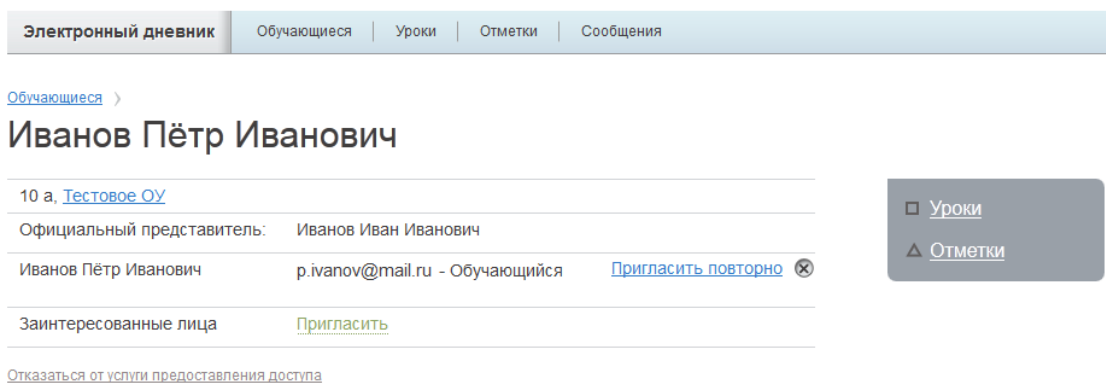 Электронный дневник Обучающиеся Уроки Отметки Сообщения
Обучающиеся
Иванов Пётр Иванович
10 а, Тестовое ОУ
Официальный представитель: Иванов Иван Иванович
Иванов Пётр Иванович p.ivanov@mail.ru - Обучающийся Пригласить повторно
Заинтересованные лица Пригласить
Отказаться от услуги предоставления доступа
Уроки
Отметки